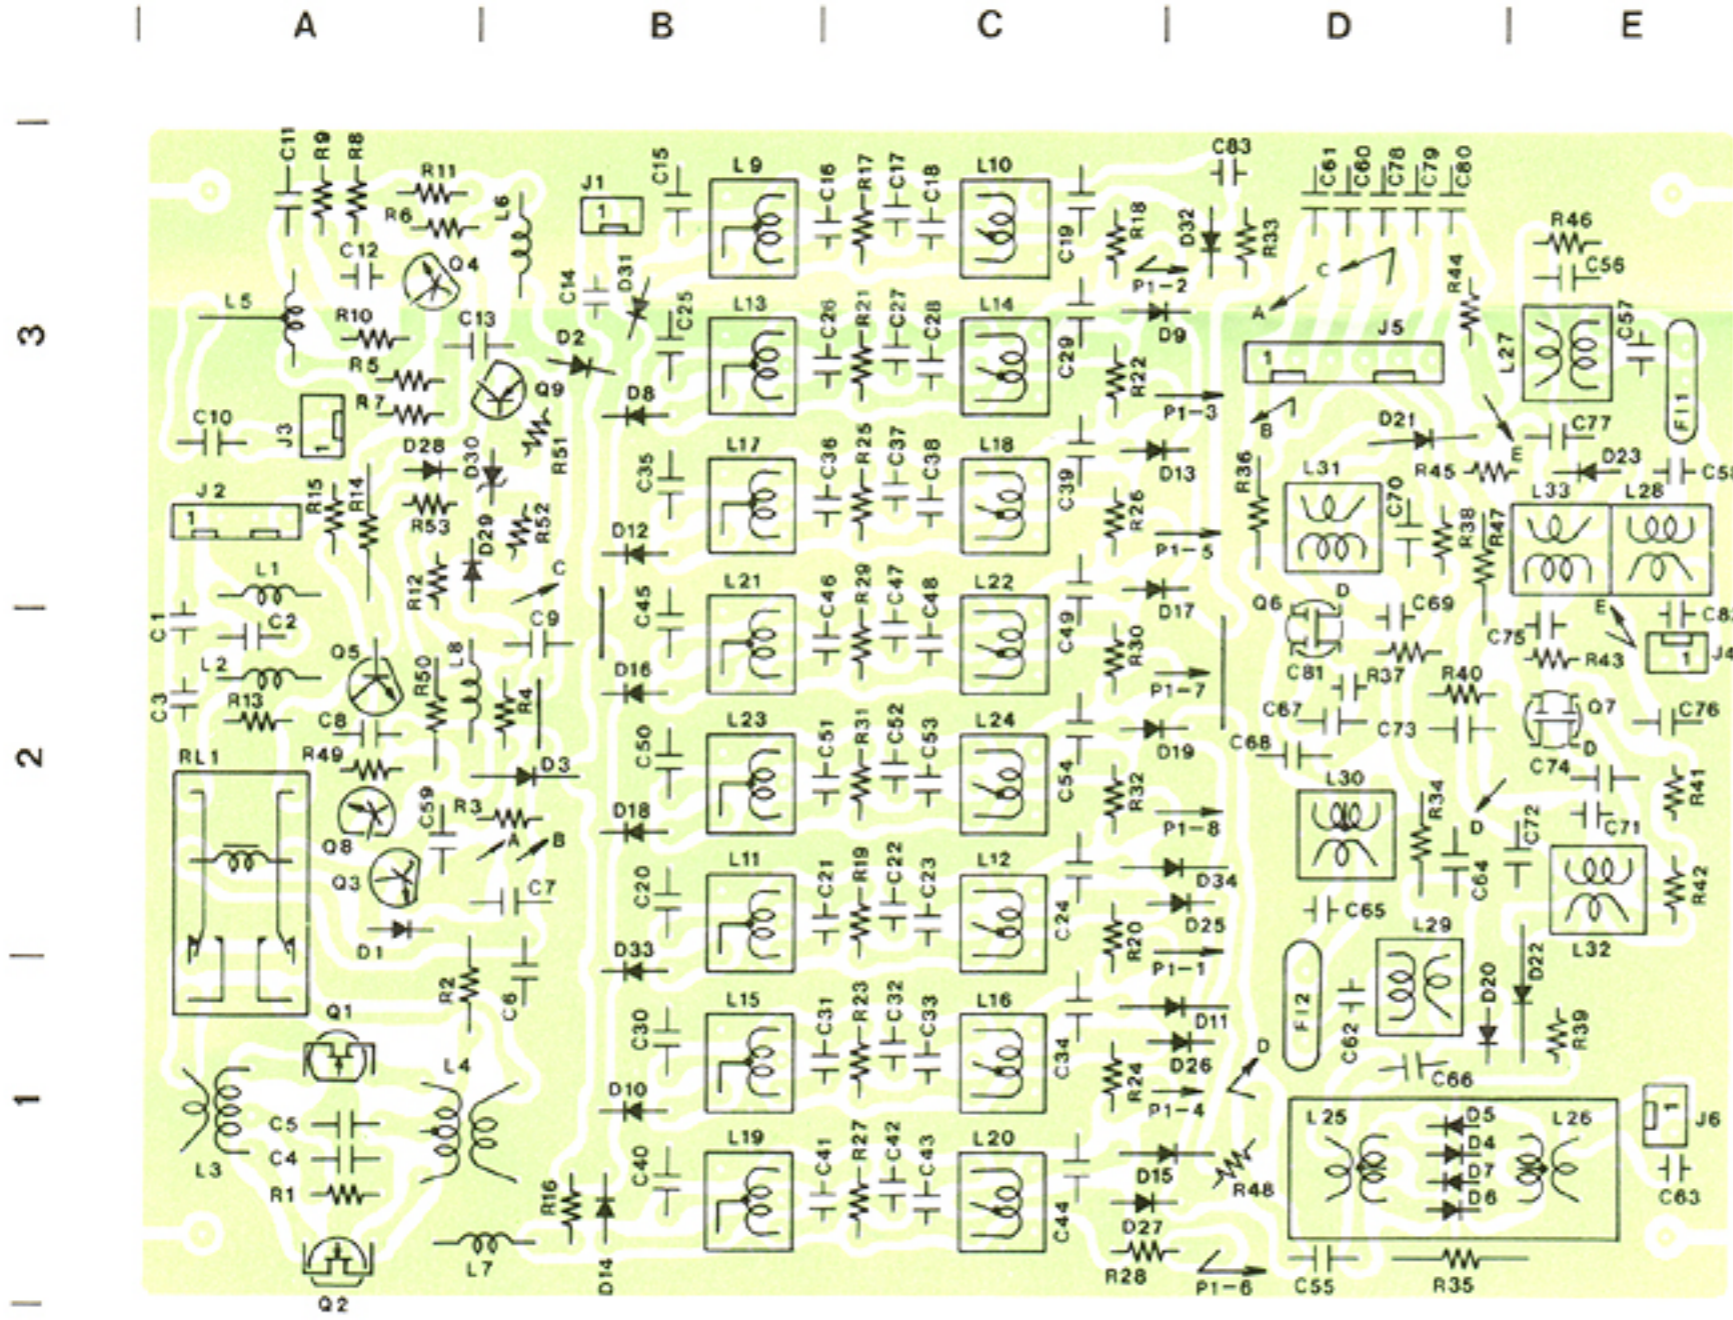 A B C D E
C11 R9 R8 R11 L6 J1 1 C15 L9 C16 R17 C17 C18 L10 C83 C61 C60 C78 C79 C80
R6 C19 R18 D32 R33 R46
C12 Q4 C14 D31 P1-2 C R44 C56
3
L5 R10 C13 D2 C25 L13 C26 R21 C27 C28 L14 C29 D9 A J5 1 L27 C57
R5 Q9 D8 R22 P1-3 FI1
C10 J3 1 R7 R51 B D21 C77
D28 D30 C35 L17 C36 R25 C37 C38 L18 C39 D13 R36 L31 R45 E D23
J2 1 R15 R14 R53 R52 D12 R26 P1-5 C70 R38 R47 L33 L28
D29
L1 R12 C L21 L22 D17 D
C1 C2 C9 C45 C46 R29 C47 C48 C49 Q6 C69 C75 E
L2 Q5 R50 L8 D16 R30 P1-7 C81 R37 R43 1 J4
C3 R13 R4 R40
C8 C50 L23 C51 R31 C52 C53 L24 C54 D19 C67 C73 Q7 C76
2
RL1 R49 D3 C68 L30 C74 D
C59 R3 D18 R32 P1-8 R34 D C72 C71 R41
Q8 A B
Q3 C7 C20 L11 C21 R19 C22 C23 L12 C24 D34 C65 C64 R42
D1 D33 R20 D25 P1-1 L29 L32
R2 C6 FI2 D20 D22
Q1 C30 L15 C31 R23 C32 C33 L16 C34 D11 C62 R39
L4 D10 R24 D26 D C66
1
P1-4
C5 L25 D5 L26 1 J6
L3 C4 C40 L19 C41 R27 C42 C43 L20 D15 R48 D4 D7 C63
R1 R16 C44 D6
L7 D14 D27 R28 P1-6 C55 R35
Q2